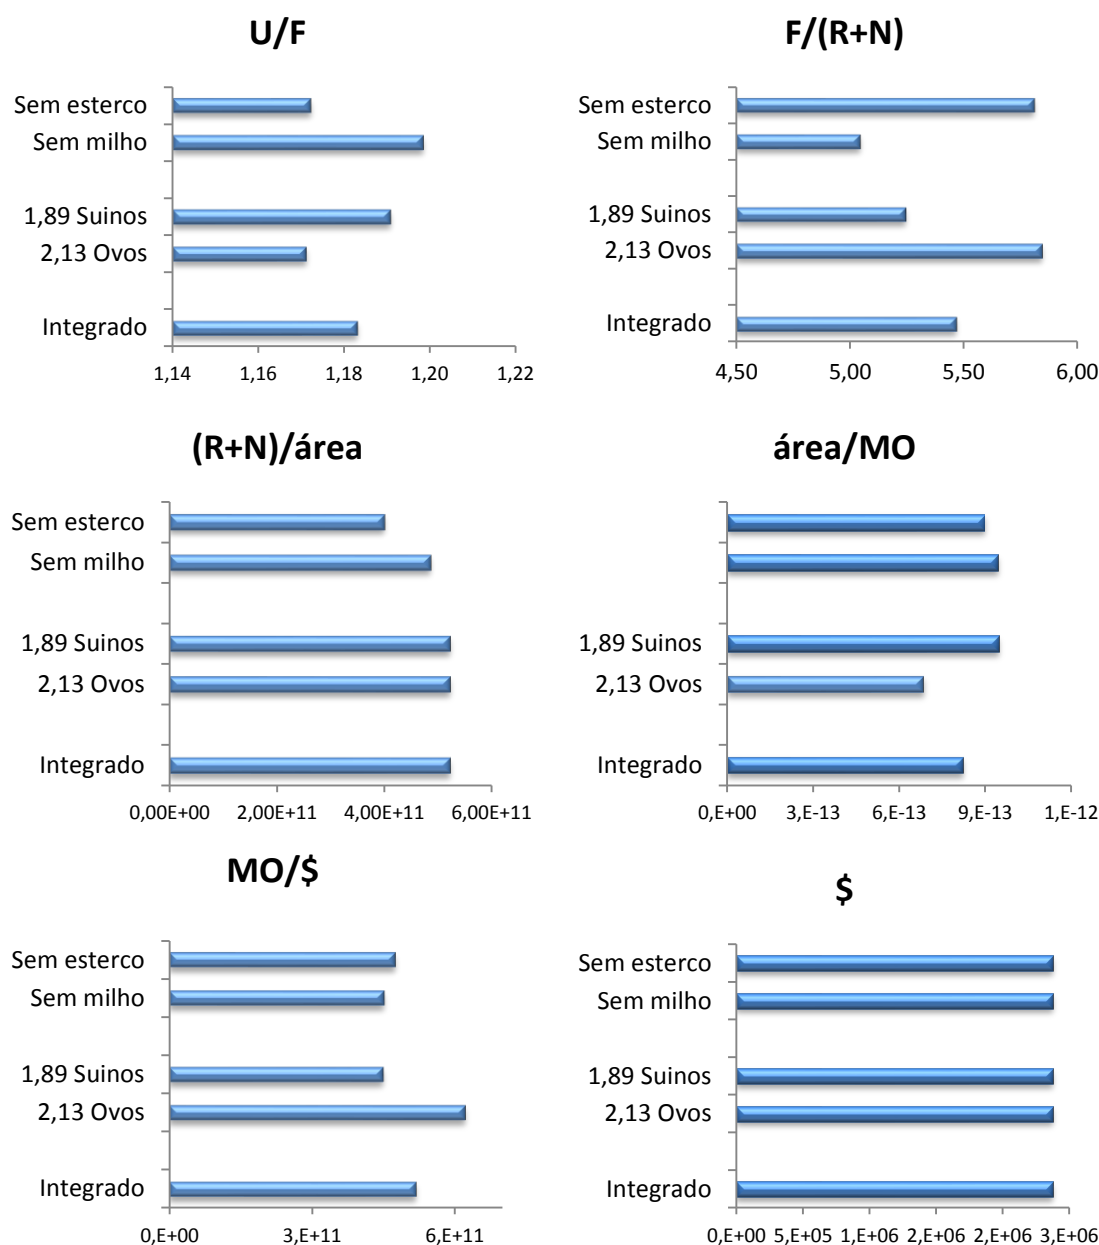 U/F
Sem esterco
Sem milho
1,89 Suinos
2,13 Ovos
Integrado
1,14 1,16 1,18 1,20 1,22
F/(R+N)
Sem esterco
Sem milho
1,89 Suinos
2,13 Ovos
Integrado
4,50 5,00 5,50 6,00
(R+N)/área
Sem esterco
Sem milho
1,89 Suinos
2,13 Ovos
Integrado
0,00E+00 2,00E+11 4,00E+11 6,00E+11
área/MO
1,89 Suinos
2,13 Ovos
Integrado
0,E+00 3,E-13 6,E-13 9,E-13 1,E-12
MO/$
Sem esterco
Sem milho
1,89 Suinos
2,13 Ovos
Integrado
0,E+00 3,E+11 6,E+11
$
Sem esterco
Sem milho
1,89 Suinos
2,13 Ovos
Integrado
0,E+00 5,E+05 1,E+06 2,E+06 2,E+06 3,E+06